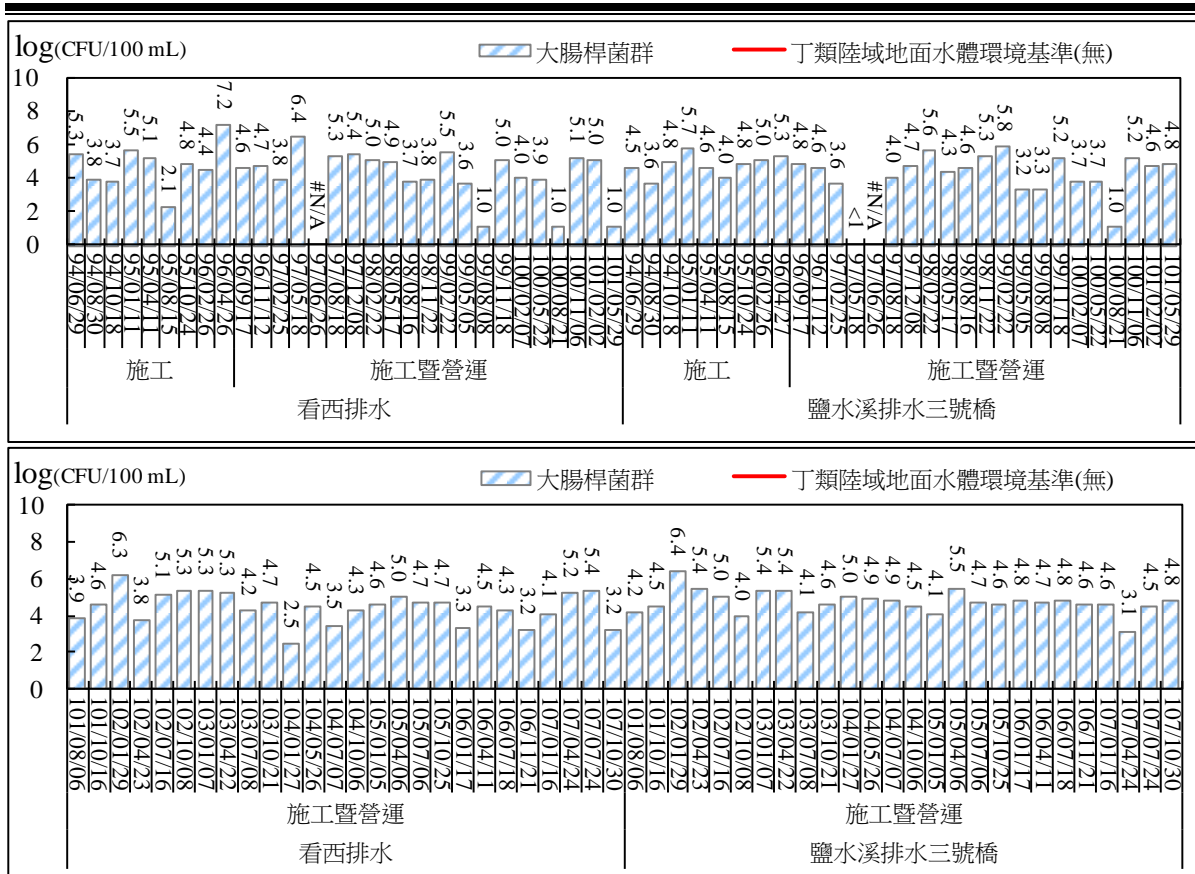 log(CFU/100 mL)
大腸桿菌群
丁類陸域地面水體環境基準(無)
10
8
6
4
2
0
5.3 3.8 3.7 5.5 5.1 2.1 4.8 4.4 7.2 4.6 4.7 3.8 6.4 #N/A 5.3 5.4 5.0 4.9 3.7 3.8 5.5 3.6 1.0 5.0 4.0 3.9 1.0 5.1 5.0 1.0 4.5 3.6 4.8 5.7 4.6 4.0 4.8 5.0 5.3 4.8 4.6 3.6 <1 #N/A 4.0 4.7 5.6 4.3 4.6 5.3 5.8 3.2 3.3 5.2 3.7 3.7 1.0 5.2 4.6 4.8
94/06/29 94/08/30 94/10/18 95/01/11 95/04/11 95/08/15 95/10/24 96/02/26 96/04/26 96/09/17 96/11/12 97/02/25 97/05/18 97/06/26 97/08/18 97/12/08 98/02/22 98/05/17 98/08/16 98/11/22 99/02/22 99/05/05 99/08/08 99/11/18 100/02/07 100/05/22 100/08/21 100/11/06 101/02/02 101/05/29 94/06/29 94/08/30 94/10/18 95/01/11 95/04/11 95/08/15 95/10/24 96/02/26 96/04/27 96/09/17 96/11/12 97/02/25 97/05/18 97/06/26 97/08/18 97/12/08 98/02/22 98/05/17 98/08/16 98/11/22 99/02/22 99/05/05 99/08/08 99/11/18 100/02/07 100/05/22 100/08/21 100/11/06 101/02/02 101/05/29
施工 施工暨營運 施工 施工暨營運
看西排水 鹽水溪排水三號橋
log(CFU/100 mL)
大腸桿菌群
丁類陸域地面水體環境基準(無)
10
8
6
4
2
0
3.9 4.6 6.3 3.8 5.1 5.3 5.3 5.3 4.2 4.7 2.5 4.5 3.5 4.3 4.6 5.0 4.7 4.7 3.3 4.5 4.3 3.2 4.1 5.2 5.4 3.2 4.2 4.5 6.4 5.4 5.0 4.0 5.4 5.4 4.1 4.6 5.0 4.9 4.8 4.5 4.1 5.5 4.7 4.6 4.8 4.7 4.8 4.6 4.6 3.1 4.5 4.8
101/08/06 101/10/16 102/01/29 102/04/23 102/07/16 102/10/08 103/01/07 103/04/22 103/07/08 103/10/21 104/01/27 104/05/26 104/07/07 104/10/06 105/01/05 105/04/06 105/07/06 105/10/25 106/01/17 106/04/11 106/07/18 106/11/21 107/01/16 107/04/24 107/07/24 107/10/30 101/08/06 101/10/16 102/01/29 102/04/23 102/07/16 102/10/08 103/01/07 103/04/22 103/07/08 103/10/21 104/01/27 104/05/26 104/07/07 104/10/06 105/01/05 105/04/06 105/07/06 105/10/25 106/01/17 106/04/11 106/07/18 106/11/21 107/01/16 107/04/24 107/07/24 107/10/30
施工暨營運 施工暨營運
看西排水 鹽水溪排水三號橋